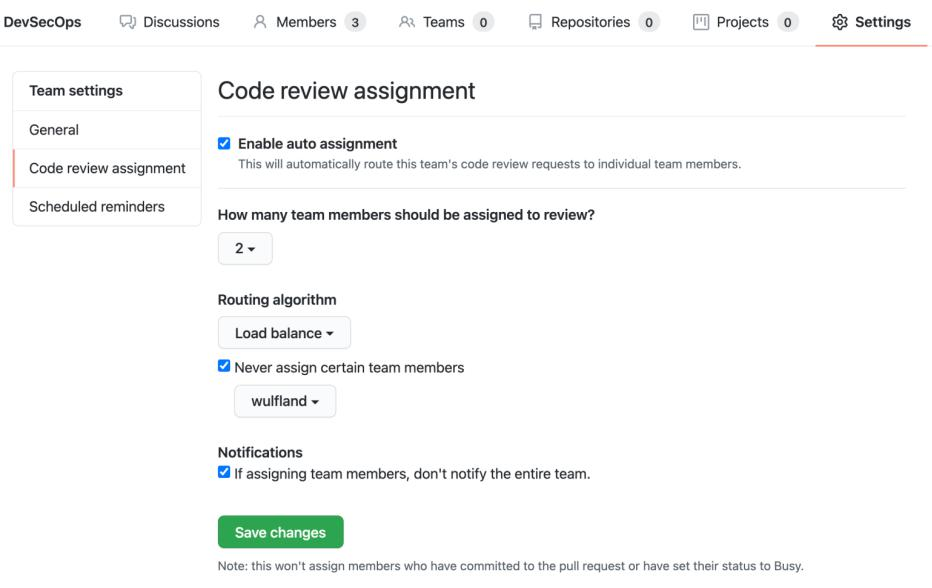 DevSecOps Discussions Members 3 Teams 0 Repositories 0 Projects 0 Settings
Team settings
General
Code review assignment
Scheduled reminders
Code review assignment
Enable auto assignment
This will automatically route this team's code review requests to individual team members.
How many team members should be assigned to review?
2
Routing algorithm
Load balance
Never assign certain team members
wulfland
Notifications
If assigning team members, don't notify the entire team.
Save changes
Note: this won't assign members who have committed to the pull request or have set their status to Busy.